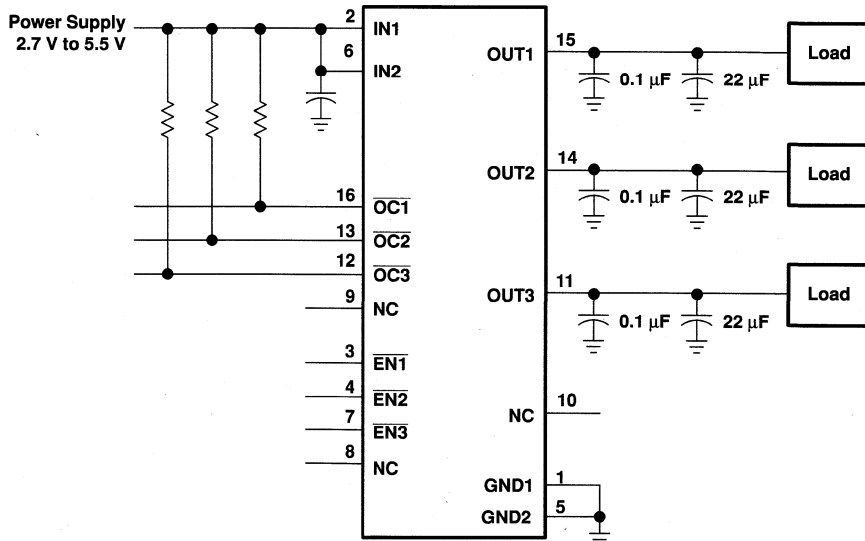 Power Supply
2.7 V to 5.5 V
2
IN1
6
IN2
16
OC1
13
OC2
12
OC3
9
NC
3
EN1
4
EN2
7
EN3
8
NC
OUT1
15
0.1 μF
22 μF
Load
OUT2
14
0.1 μF
22 μF
Load
OUT3
11
0.1 μF
22 μF
Load
NC
10
GND1
1
GND2
5